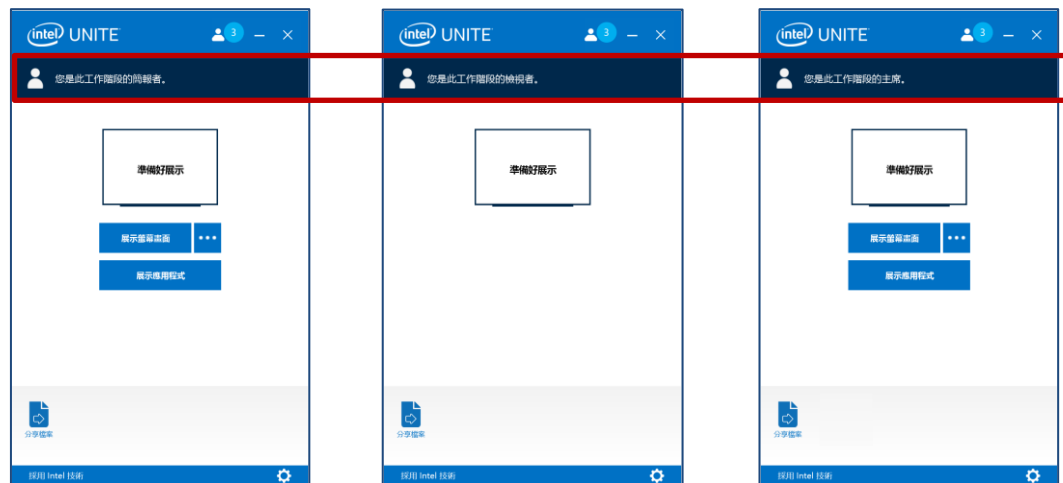 intel UNITE 3
您是此工作階段的簡報者。
準備好展示
展示螢幕畫面
展示應用程式
分享檔案
採用 Intel 技術
intel UNITE 3
您是此工作階段的檢視者。
準備好展示
分享檔案
採用 Intel 技術
intel UNITE 3
您是此工作階段的主席。
準備好展示
展示螢幕畫面
展示應用程式
分享檔案
採用 Intel 技術